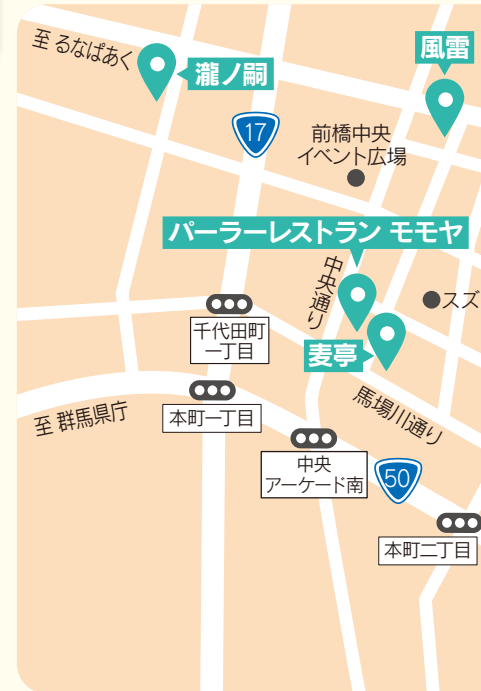 至 るなぱあく
瀧ノ嗣
風雷
17
前橋中央
イベント広場
パーラーレストラン モモヤ
中央通り
スズ
千代田町
一丁目
麦亭
至 群馬県庁
本町一丁目
馬場川通り
中央
アーケード南
50
本町二丁目